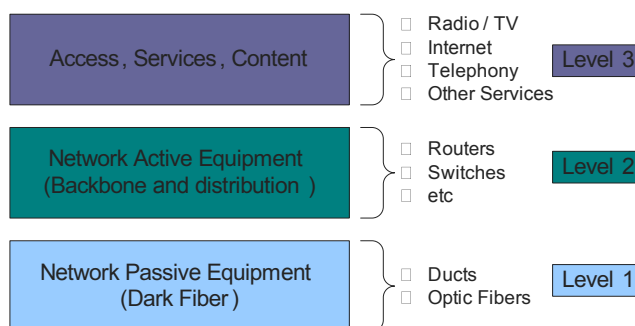 Access, Services, Content
Radio / TV
Internet
Telephony
Other Services
Level 3
Network Active Equipment
(Backbone and distribution )
Routers
Switches
etc
Level 2
Network Passive Equipment
(Dark Fiber)
Ducts
Optic Fibers
Level 1